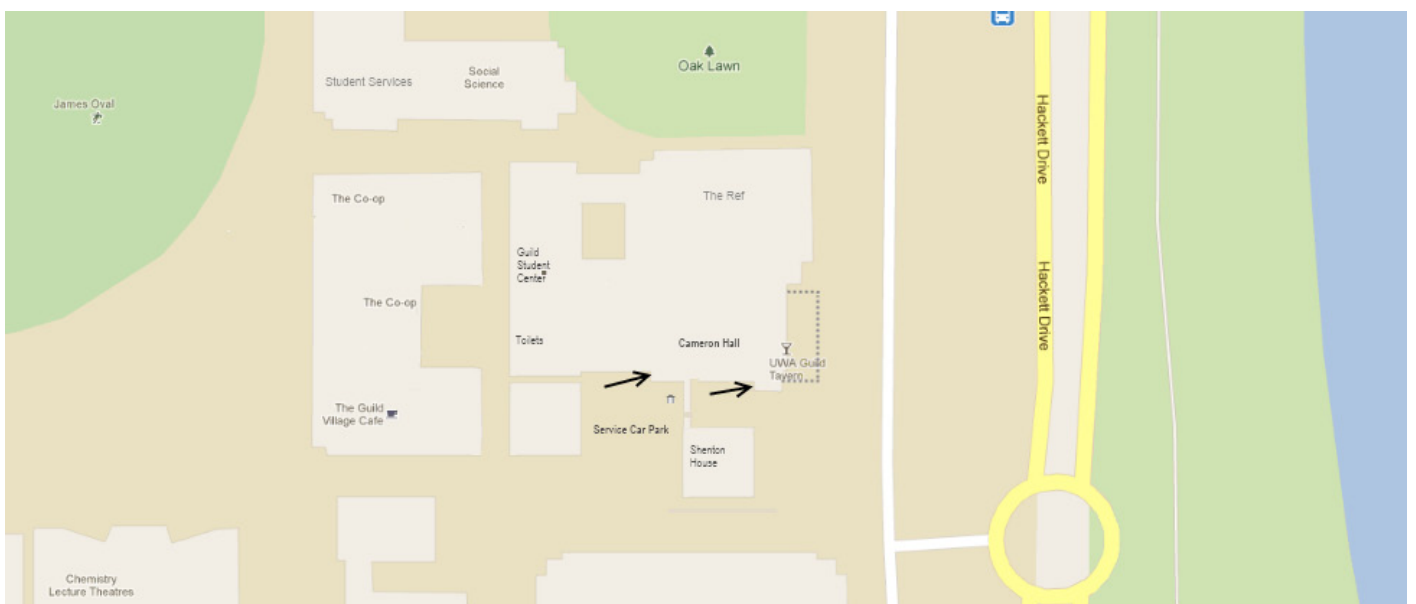 Oak Lawn
Social
Science
Student Services
James Oval
Hackett Drive
The Co-op
The Ref
Guild
Student
Center
Hackett Drive
The Co-op
Toilets
Cameron Hall
UWA Guild
Tavern
The Guild
Village Cafe
Service Car Park
Shenton
House
Chemistry
Lecture Theatres